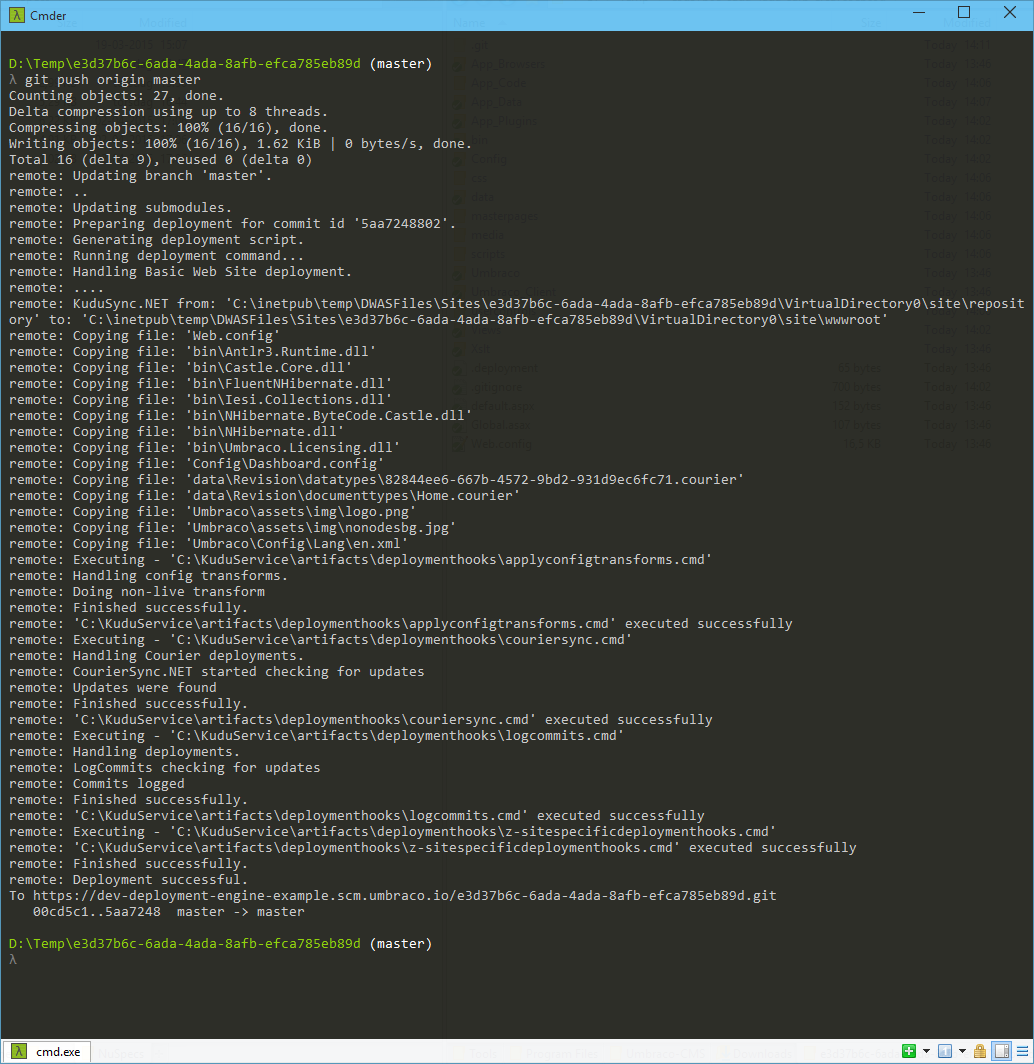 Cmder
D:\Temp\e3d37b6c-6ada-4ada-8afb-efca785eb89d (master)
λ git push origin master
Counting objects: 27, done.
Delta compression using up to 8 threads.
Compressing objects: 100% (16/16), done.
Writing objects: 100% (16/16), 1.62 KiB | 0 bytes/s, done.
Total 16 (delta 9), reused 0 (delta 0)
remote: Updating branch 'master'.
remote: ..
remote: Updating submodules.
remote: Preparing deployment for commit id '5aa7248802'.
remote: Generating deployment script.
remote: Running deployment command...
remote: Handling Basic Web Site deployment.
remote: ....
remote: KuduSync.NET from: 'C:\inetpub\temp\DWASFiles\Sites\e3d37b6c-6ada-4ada-8afb-efca785eb89d\VirtualDirectory0\site\reposit
ory' to: 'C:\inetpub\temp\DWASFiles\Sites\e3d37b6c-6ada-4ada-8afb-efca785eb89d\VirtualDirectory0\site\wwwroot'
remote: Copying file: 'Web.config'
remote: Copying file: 'bin\Antlr3.Runtime.dll'
remote: Copying file: 'bin\Castle.Core.dll'
remote: Copying file: 'bin\FluentNHibernate.dll'
remote: Copying file: 'bin\Iesi.Collections.dll'
remote: Copying file: 'bin\NHibernate.ByteCode.Castle.dll'
remote: Copying file: 'bin\NHibernate.dll'
remote: Copying file: 'bin\Umbraco.Licensing.dll'
remote: Copying file: 'Config\Dashboard.config'
remote: Copying file: 'data\Revision\datatypes\82844ee6-667b-4572-9bd2-931d9ec6fc71.courier'
remote: Copying file: 'data\Revision\documenttypes\Home.courier'
remote: Copying file: 'Umbraco\assets\img\logo.png'
remote: Copying file: 'Umbraco\assets\img\nonodesbg.jpg'
remote: Copying file: 'Umbraco\Config\Lang\en.xml'
remote: Executing - 'C:\KuduService\artifacts\deploymenthooks\applyconfigtransforms.cmd'
remote: Handling config transforms.
remote: Doing non-live transform
remote: Finished successfully.
remote: 'C:\KuduService\artifacts\deploymenthooks\applyconfigtransforms.cmd' executed successfully
remote: Executing - 'C:\KuduService\artifacts\deploymenthooks\couriersync.cmd'
remote: Handling Courier deployments.
remote: CourierSync.NET started checking for updates
remote: Updates were found
remote: Finished successfully.
remote: 'C:\KuduService\artifacts\deploymenthooks\couriersync.cmd' executed successfully
remote: Executing - 'C:\KuduService\artifacts\deploymenthooks\logcommits.cmd'
remote: Handling deployments.
remote: LogCommits checking for updates
remote: Commits logged
remote: Finished successfully.
remote: 'C:\KuduService\artifacts\deploymenthooks\logcommits.cmd' executed successfully
remote: Executing - 'C:\KuduService\artifacts\deploymenthooks\z-sitespecificdeploymenthooks.cmd'
remote: 'C:\KuduService\artifacts\deploymenthooks\z-sitespecificdeploymenthooks.cmd' executed successfully
remote: Finished successfully.
remote: Deployment successful.
To https://dev-deployment-engine-example.scm.umbraco.io/e3d37b6c-6ada-4ada-8afb-efca785eb89d.git
00cd5c1..5aa7248 master -> master
D:\Temp\e3d37b6c-6ada-4ada-8afb-efca785eb89d (master)
λ
cmd.exe